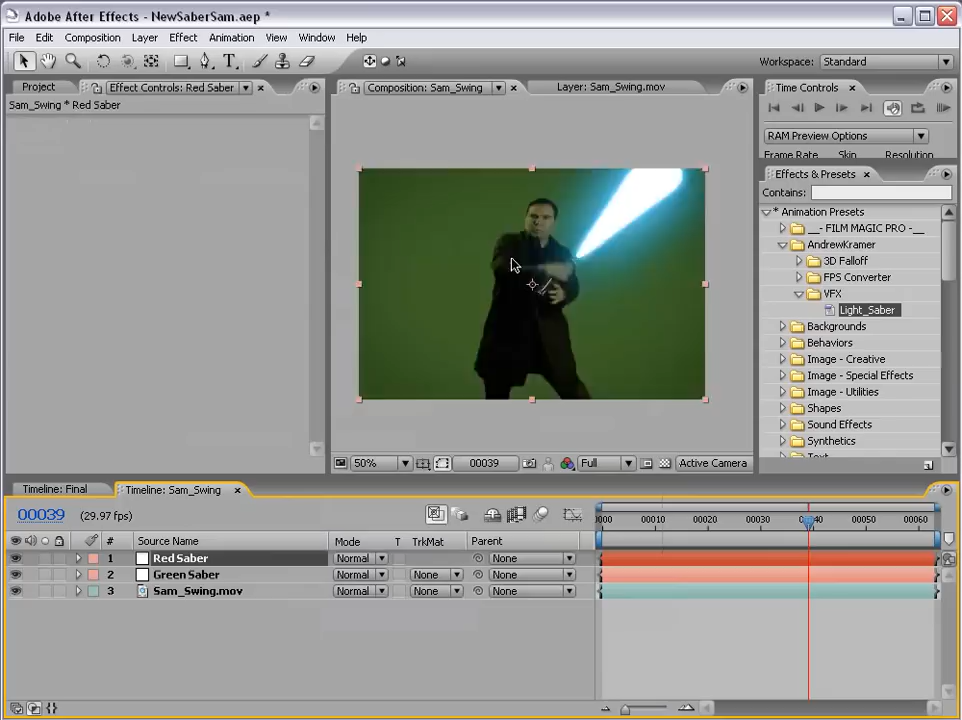 Adobe After Effects - NewSaberSam.aep *
File Edit Composition Layer Effect Animation View Window Help
Workspace: Standard
Project Effect Controls: Red Saber
Sam_Swing * Red Saber
Composition: Sam_Swing
Layer: Sam_Swing.mov
Time Controls
RAM Preview Options
Frame Rate Skip Resolution
Effects & Presets
Contains:
* Animation Presets
__- FILM MAGIC PRO -__
AndrewKramer
3D Falloff
FPS Converter
VFX
Light_Saber
Backgrounds
Behaviors
Image - Creative
Image - Special Effects
Image - Utilities
Shapes
Sound Effects
Synthetics
Text
50% 00039 Full Active Camera
Timeline: Final Timeline: Sam_Swing
00039 (29.97 fps)
0000 00010 00020 00030 00040 00050 00060
# Source Name Mode T TrkMat Parent
1 Red Saber Normal None
2 Green Saber Normal None None
3 Sam_Swing.mov Normal None None